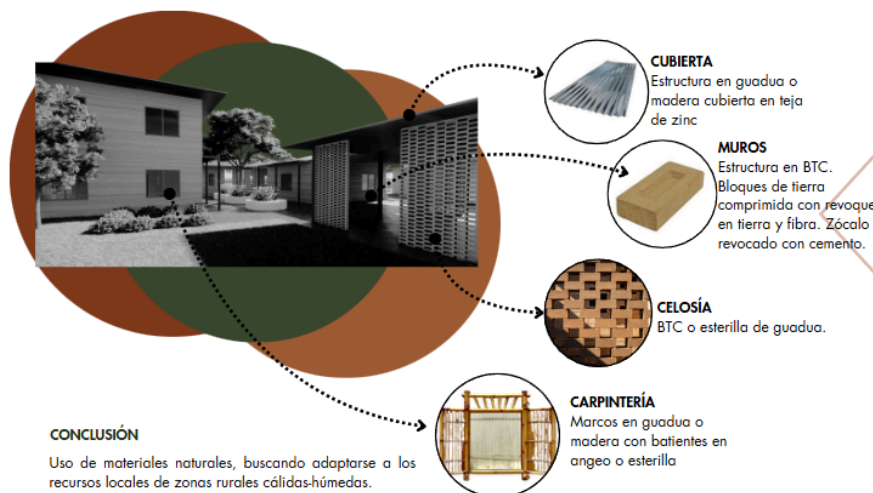 CUBIERTA
Estructura en guadua o
madera cubierta en teja
de zinc
MUROS
Estructura en BTC.
Bloques de tierra
comprimida con revoque
en tierra y fibra. Zócalo
revocado con cemento.
CELOSÍA
BTC o esterilla de guadua.
CARPINTERÍA
Marcos en guadua o
madera con batientes en
angeo o esterilla
CONCLUSIÓN
Uso de materiales naturales, buscando adaptarse a los
recursos locales de zonas rurales cálidas-húmedas.